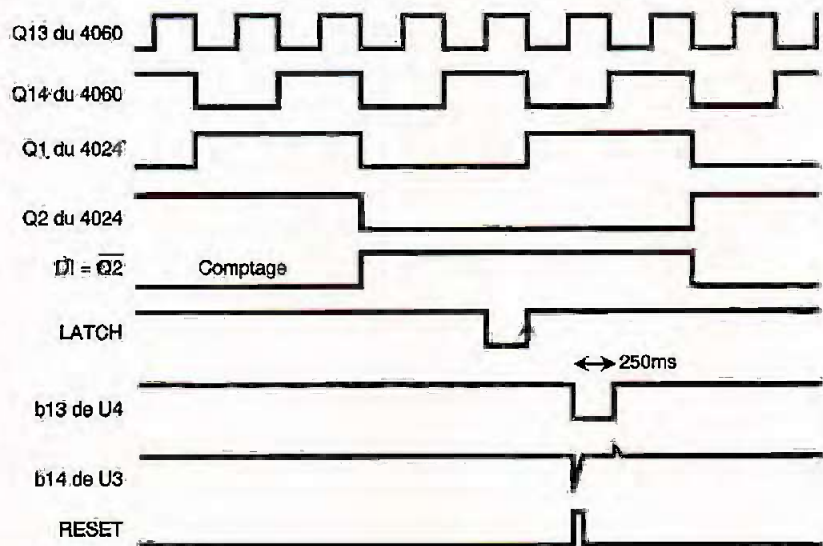 Q13 du 4060
Q14 du 4060
Q1 du 4024
Q2 du 4024
DI = Q2
Comptage
LATCH
250ms
b13 de U4
b14 de U3
RESET